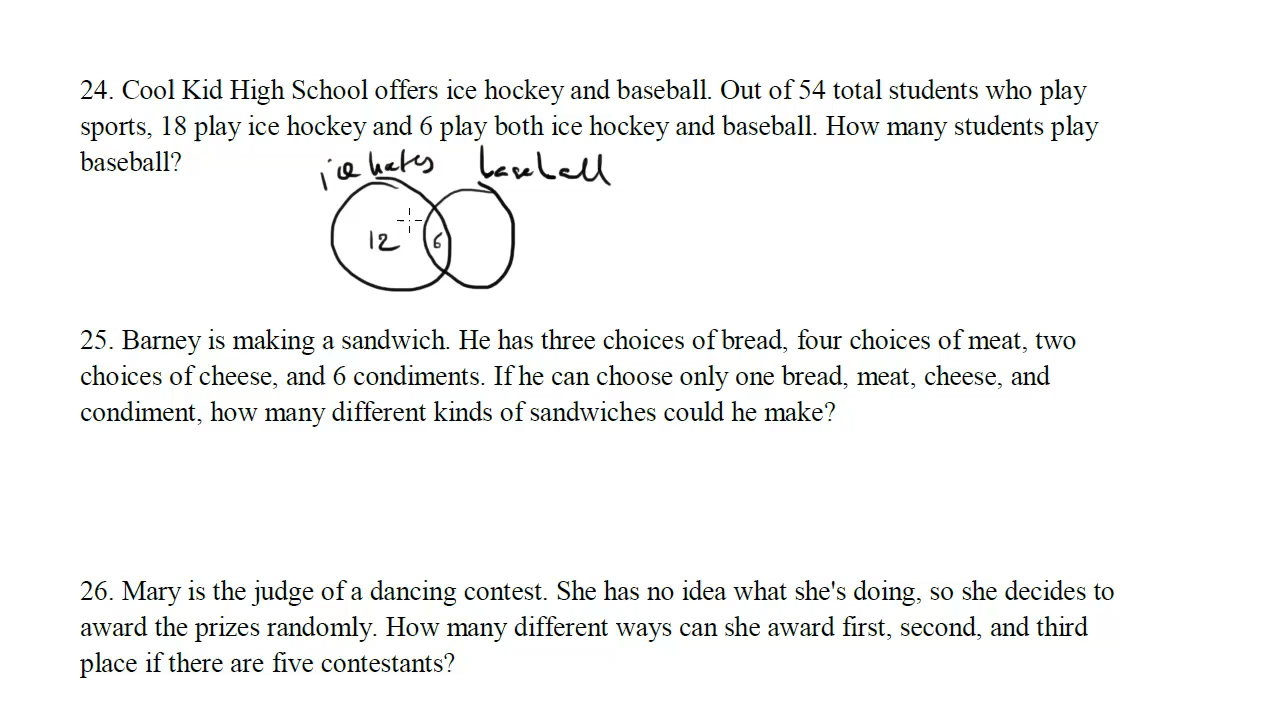 24. Cool Kid High School offers ice hockey and baseball. Out of 54 total students who play
sports, 18 play ice hockey and 6 play both ice hockey and baseball. How many students play
baseball?
ice baseball
12 6
25. Barney is making a sandwich. He has three choices of bread, four choices of meat, two
choices of cheese, and 6 condiments. If he can choose only one bread, meat, cheese, and
condiment, how many different kinds of sandwiches could he make?
26. Mary is the judge of a dancing contest. She has no idea what she's doing, so she decides to
award the prizes randomly. How many different ways can she award first, second, and third
place if there are five contestants?